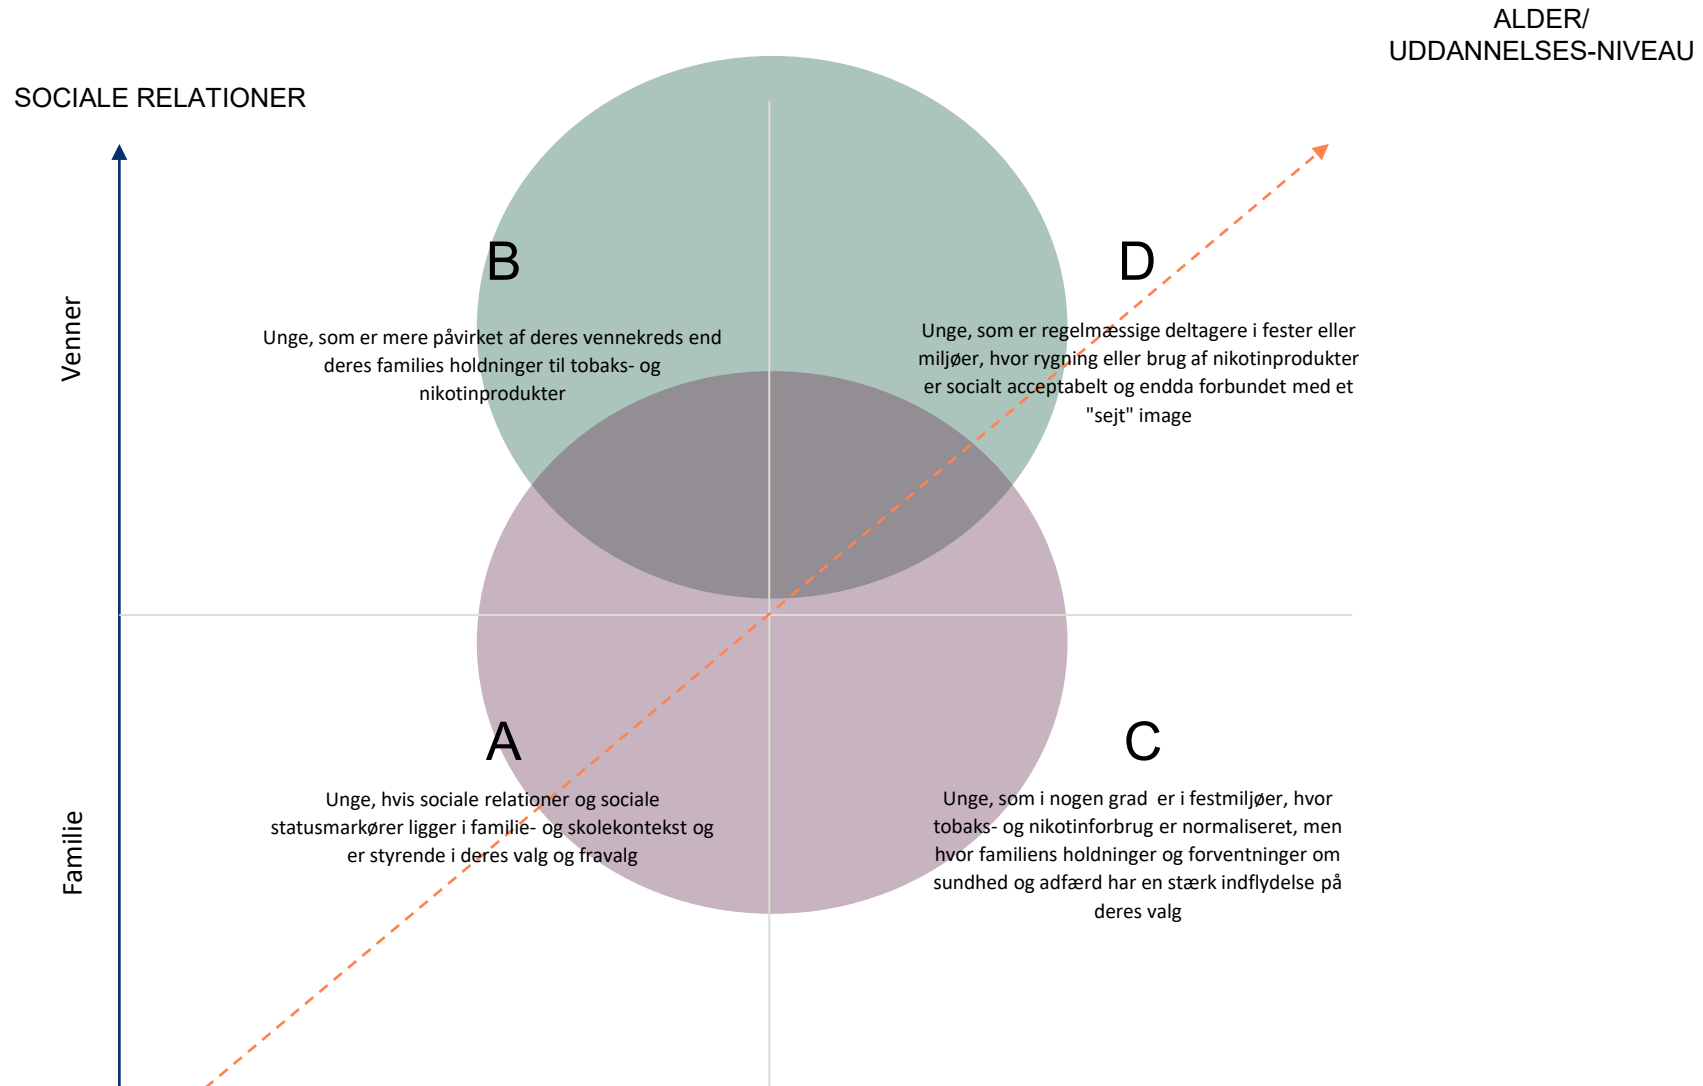 ALDER/
UDDANNELSES-NIVEAU
SOCIALE RELATIONER
Venner
B
Unge, som er mere påvirket af deres vennekreds end
deres families holdninger til tobaks- og
nikotinprodukter
D
Unge, som er regelmæssige deltagere i fester eller
miljøer, hvor rygning eller brug af nikotinprodukter
er socialt acceptabelt og endda forbundet med et
"sejt" image
Familie
A
Unge, hvis sociale relationer og sociale
statusmarkører ligger i familie- og skolekontekst og
er styrende i deres valg og fravalg
C
Unge, som i nogen grad er i festmiljøer, hvor
tobaks- og nikotinforbrug er normaliseret, men
hvor familiens holdninger og forventninger om
sundhed og adfærd har en stærk indflydelse på
deres valg